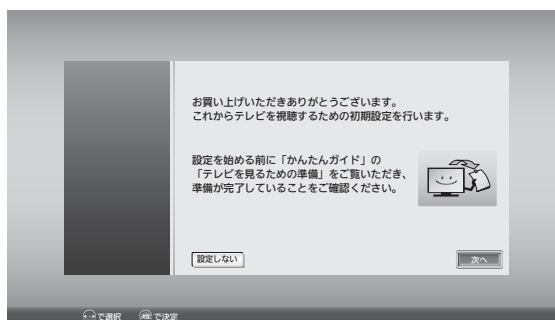 お買い上げいただきありがとうございます。
これからテレビを視聴するための初期設定を行います。
設定を始める前に「かんたんガイド」の
「テレビを見るための準備」をご覧いただき、
準備が完了していることをご確認ください。
設定しない
次へ
で選択 決定 で決定